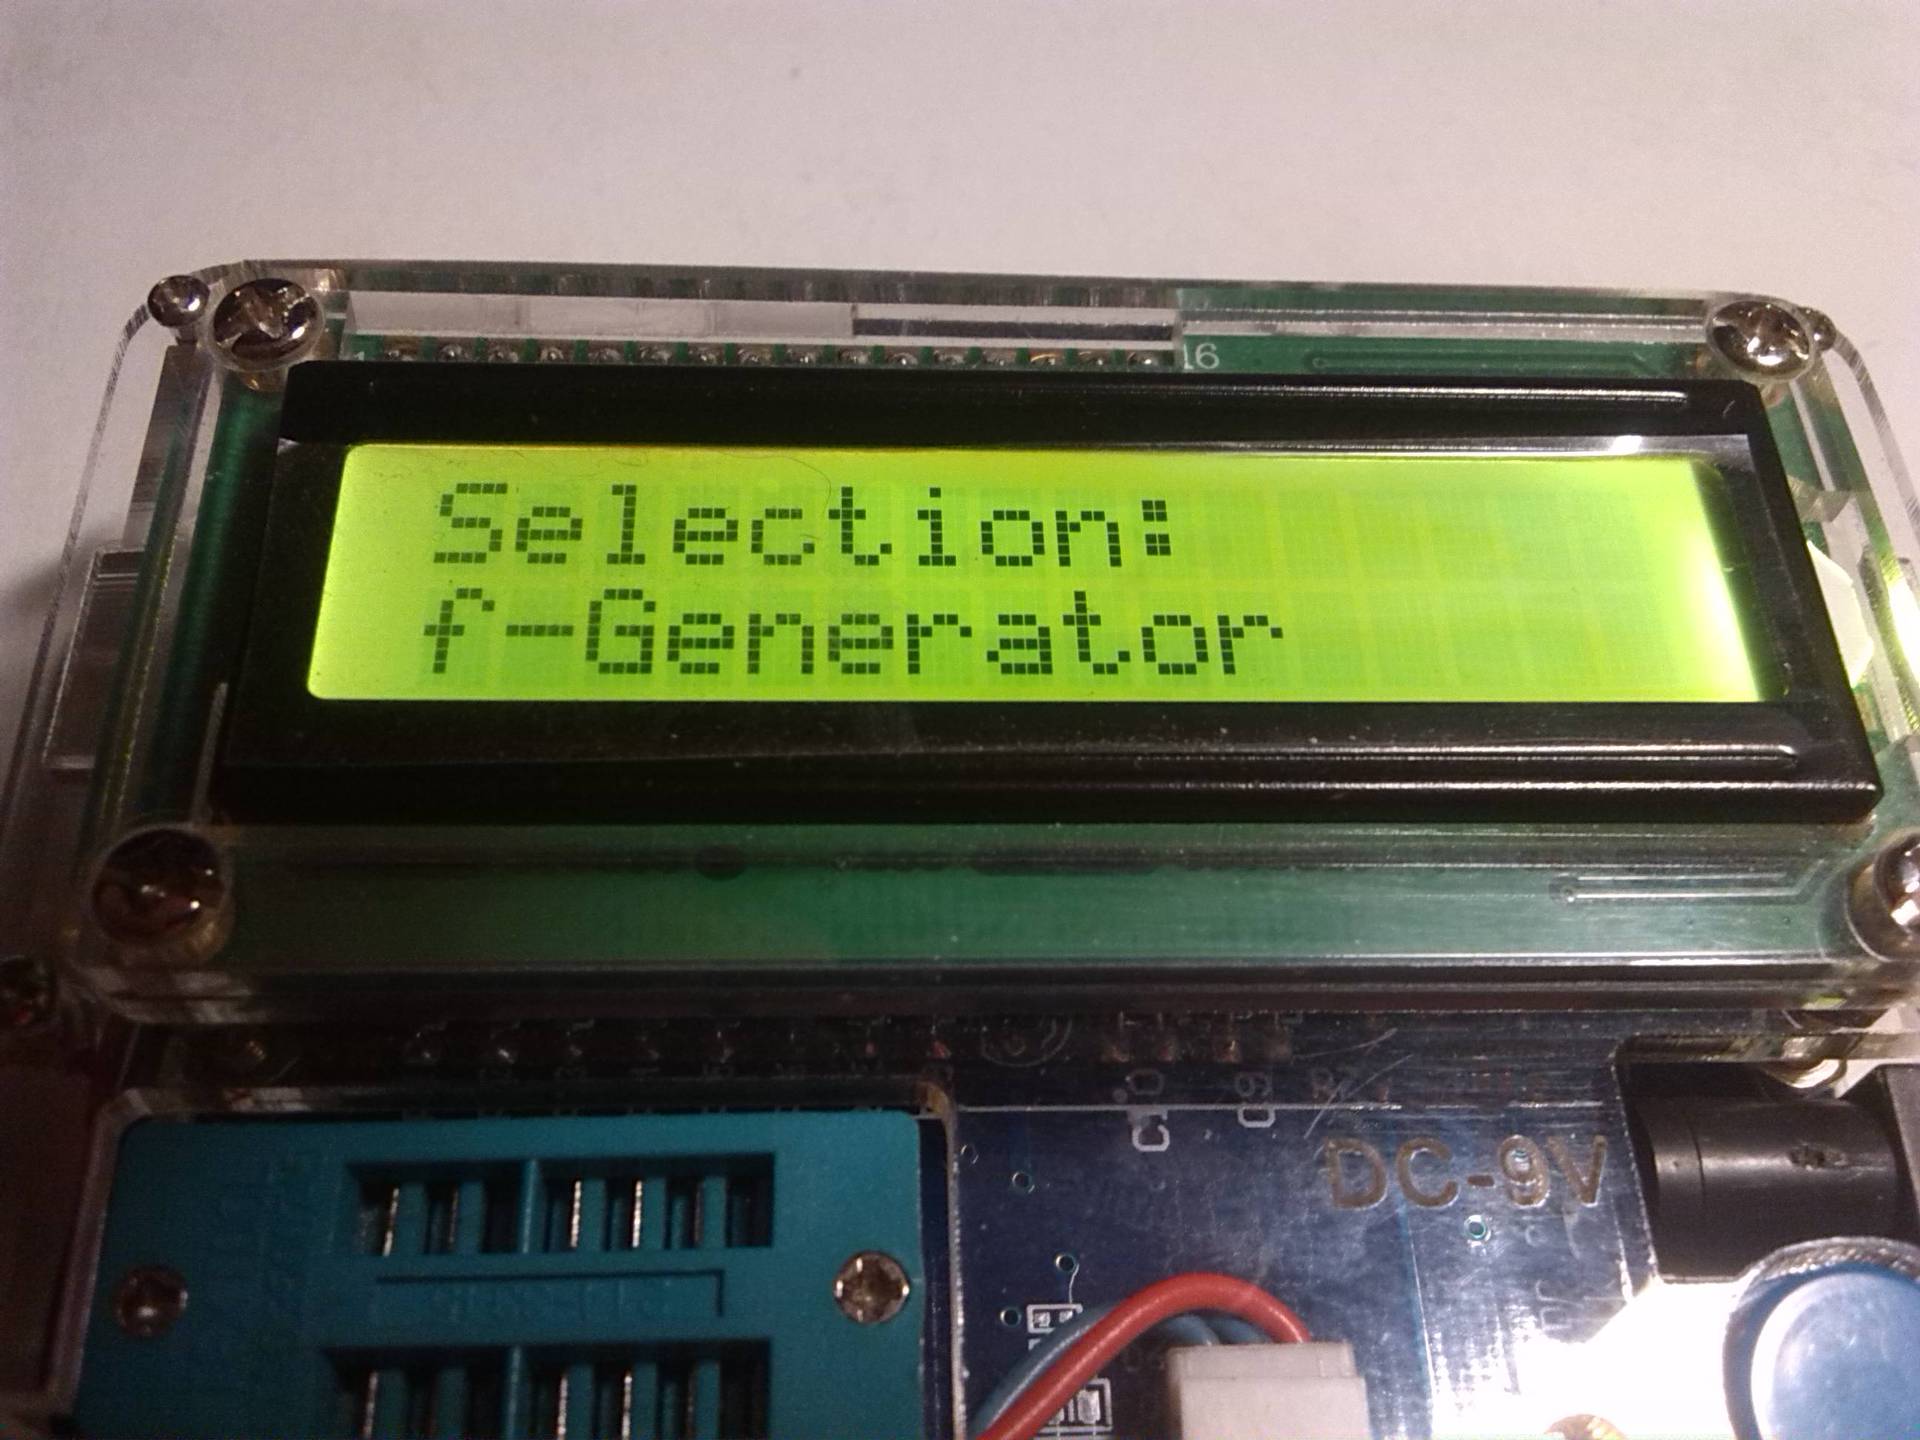 16
Selection:
f-Generator
DC-9V